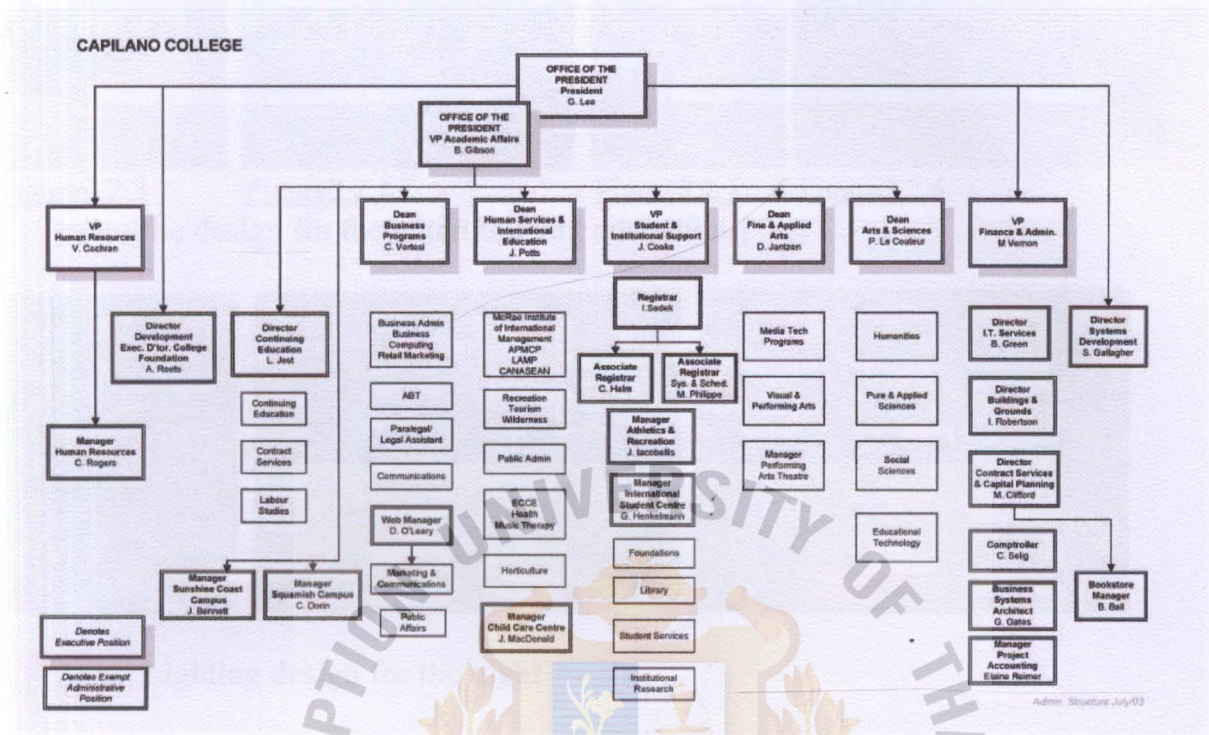 CAPILANO COLLEGE
OFFICE OF THE
PRESIDENT
President
G. Lee
OFFICE OF THE
PRESIDENT
VP Academic Affairs
B. Gibson
VP
Human Resources
V. Cochran
Dean
Business
Programs
C. Vertesi
Dean
Human Services &
International
Education
J. Potts
VP
Student &
Institutional Support
J. Cooke
Dean
Fine & Applied
Arts
D. Jantzen
Dean
Arts & Sciences
P. Le Couteur
VP
Finance & Admin.
M Vernon
Director
Development
Exec. D'tor. College
Foundation
A. Roets
Director
Continuing
Education
L. Jest
Continuing
Education
Contract
Services
Labour
Studies
Manager
Human Resources
C. Rogers
Manager
Sunshine Coast
Campus
J. Bennett
Manager
Squamish Campus
C. Dorin
Business Admin
Business
Computing
Retail Marketing
ABT
Paralegal/
Legal Assistant
Communications
Web Manager
D. O'Leary
Marketing &
Communications
Public
Affairs
McRae Institute
of International
Management
APMCP
LAMP
CANASEAN
Recreation
Tourism
Wilderness
Public Admin
ECCE
Health
Music Therapy
Horticulture
Manager
Child Care Centre
J. MacDonald
Registrar
I.Sadek
Associate
Registrar
C. Halm
Associate
Registrar
Sys. & Sched.
M. Philippe
Manager
Athletics &
Recreation
J. Iacobellis
Manager
International
Student Centre
G. Henkelmann
Foundations
Library
Student Services
Institutional
Research
Media Tech
Programs
Visual &
Performing Arts
Manager
Performing
Arts Theatre
Humanities
Pure & Applied
Sciences
Social
Sciences
Educational
Technology
Director
I.T. Services
B. Green
Director
Buildings &
Grounds
I. Robertson
Director
Contract Services
& Capital Planning
M. Clifford
Comptroller
C. Selig
Business
Systems
Architect
G. Gates
Manager
Project
Accounting
Elaine Reimer
Director
Systems
Development
S. Gallagher
Bookstore
Manager
B. Ball
Denotes
Executive Position
Denotes Exempt
Administrative
Position
Admin. Structure July/03
UNIVERSITY OF